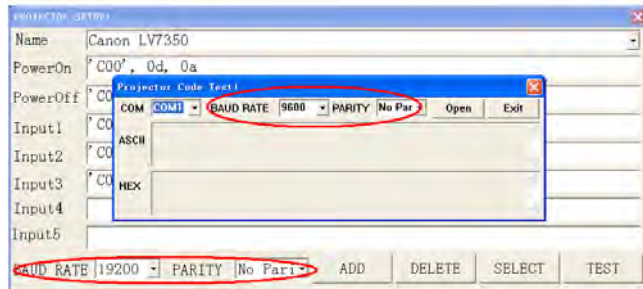 PROJECTOR SETUP!
Name Canon LV7350
PowerOn 'C00', 0d, 0a
PowerOff 'C0
Projector Code Test!
COM COM1 BAUD RATE 9600 PARITY No Par Open Exit
Input1 'C0
ASCII
Input2 'C0
Input3 'C0
HEX
Input4
Input5
BAUD RATE 19200 PARITY No Pari ADD DELETE SELECT TEST